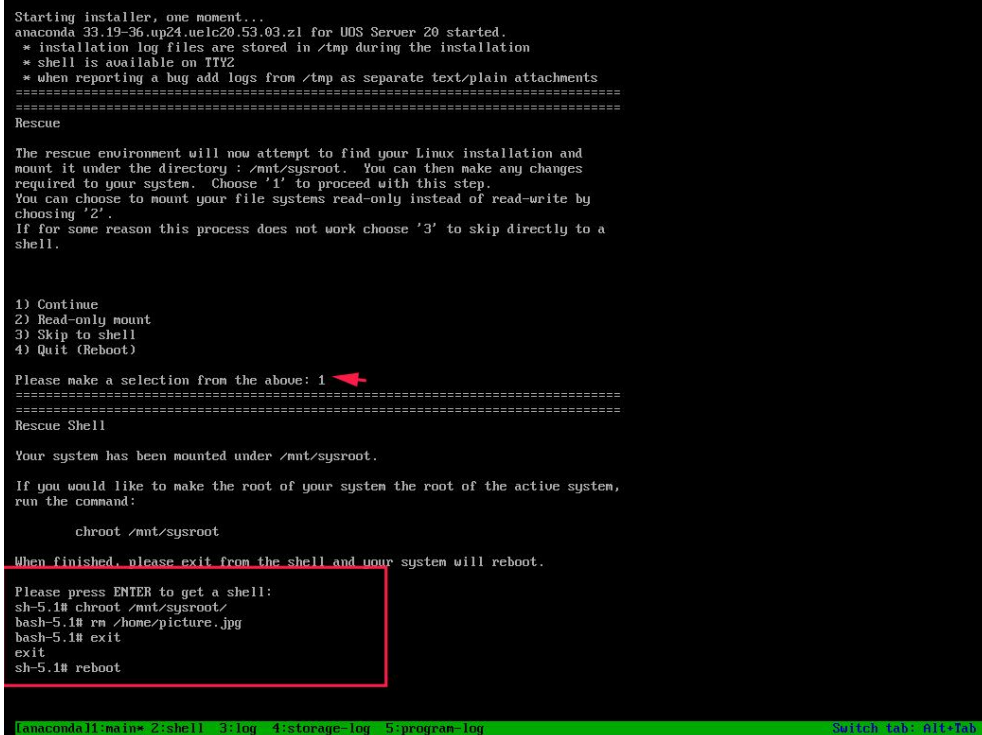 Starting installer, one moment...
anaconda 33.19-36.up24.uelc20.53.03.zl for UOS Server 20 started.
 * installation log files are stored in /tmp during the installation
 * shell is available on TTY2
 * when reporting a bug add logs from /tmp as separate text/plain attachments
================================================================================
================================================================================
Rescue
The rescue environment will now attempt to find your Linux installation and
mount it under the directory : /mnt/sysroot.  You can then make any changes
required to your system.  Choose '1' to proceed with this step.
You can choose to mount your file systems read-only instead of read-write by
choosing '2'.
If for some reason this process does not work choose '3' to skip directly to a
shell.
1) Continue
2) Read-only mount
3) Skip to shell
4) Quit (Reboot)
Please make a selection from the above: 1
================================================================================
================================================================================
Rescue Shell
Your system has been mounted under /mnt/sysroot.
If you would like to make the root of your system the root of the active system,
run the command:
        chroot /mnt/sysroot
When finished, please exit from the shell and your system will reboot.
Please press ENTER to get a shell:
sh-5.1# chroot /mnt/sysroot/
bash-5.1# rm /home/picture.jpg
bash-5.1# exit
exit
sh-5.1# reboot
[anaconda]1:main* 2:shell  3:log  4:storage-log  5:program-log Switch tab: Alt+Tab